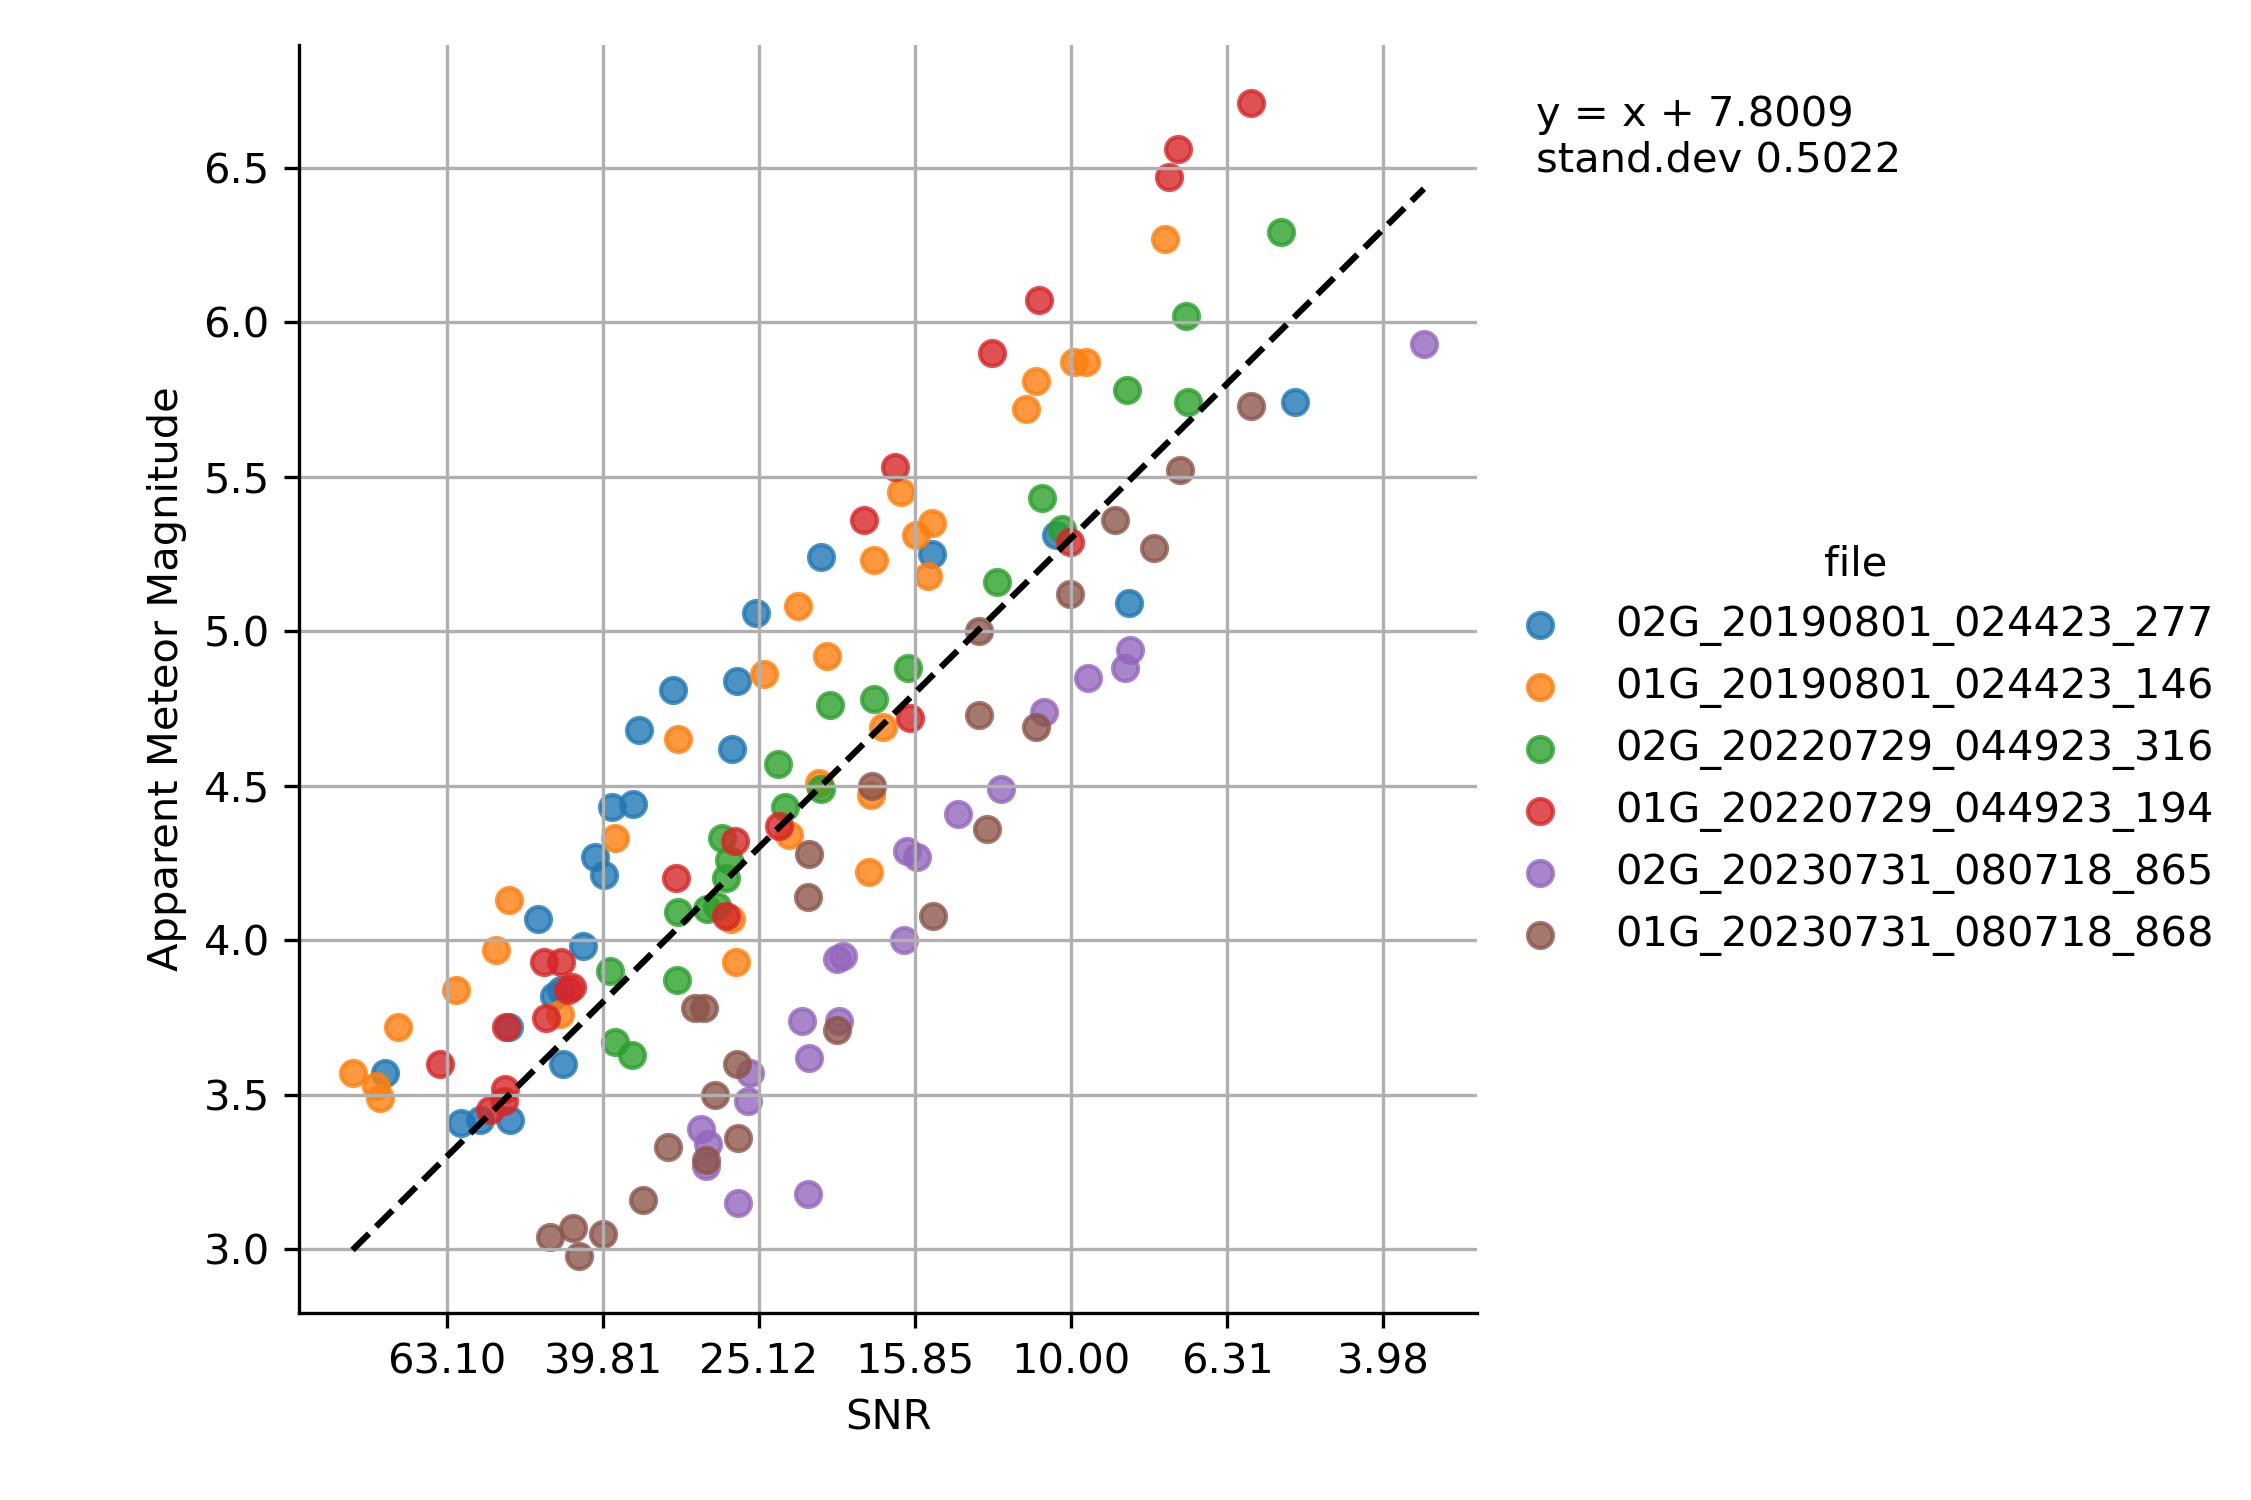 y = x + 7.8009
stand.dev 0.5022
6.5
6.0
5.5
5.0
4.5
4.0
3.5
3.0
Apparent Meteor Magnitude
63.10 39.81 25.12 15.85 10.00 6.31 3.98
SNR
file
02G_20190801_024423_277
01G_20190801_024423_146
02G_20220729_044923_316
01G_20220729_044923_194
02G_20230731_080718_865
01G_20230731_080718_868